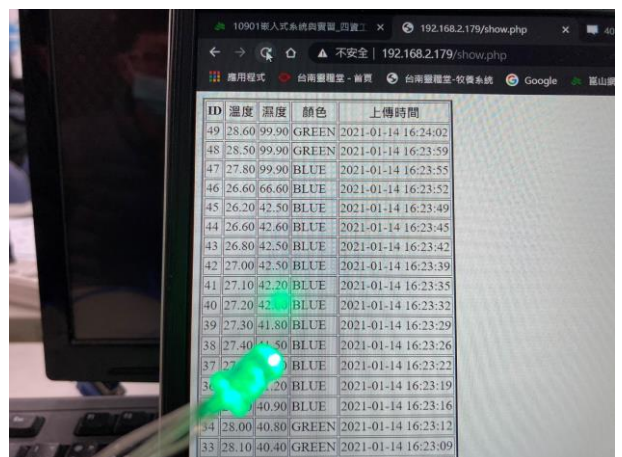 10901嵌入式系統與實習_四資工 × 192.168.2.179/show.php × 40
不安全 | 192.168.2.179/show.php
應用程式 台南聖權堂 - 首頁 台南聖權堂-牧養系統 Google 崑山網
ID 溫度 濕度 顏色 上傳時間
49 28.60 99.90 GREEN 2021-01-14 16:24:02
48 28.50 99.90 GREEN 2021-01-14 16:23:59
47 27.80 99.90 BLUE 2021-01-14 16:23:55
46 26.60 66.60 BLUE 2021-01-14 16:23:52
45 26.20 42.50 BLUE 2021-01-14 16:23:49
44 26.60 42.60 BLUE 2021-01-14 16:23:45
43 26.80 42.50 BLUE 2021-01-14 16:23:42
42 27.00 42.50 BLUE 2021-01-14 16:23:39
41 27.10 42.20 BLUE 2021-01-14 16:23:35
40 27.20 BLUE 2021-01-14 16:23:32
39 27.30 41.80 BLUE 2021-01-14 16:23:29
38 27.40 BLUE 2021-01-14 16:23:26
37 BLUE 2021-01-14 16:23:22
BLUE 2021-01-14 16:23:19
40.90 BLUE 2021-01-14 16:23:16
34 28.00 40.80 GREEN 2021-01-14 16:23:12
33 28.10 40.40 GREEN 2021-01-14 16:23:09